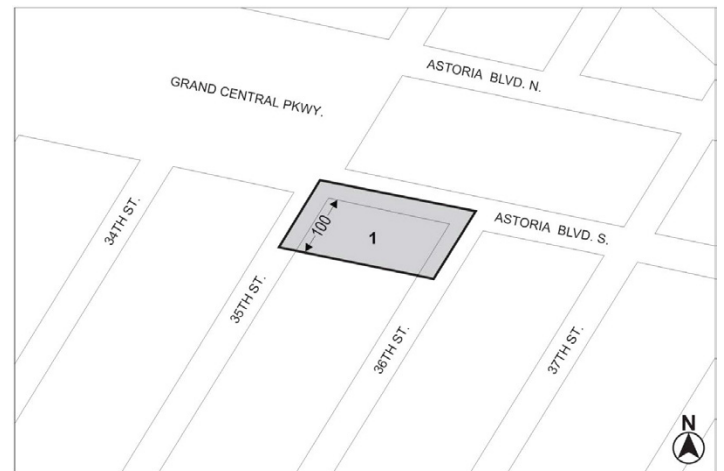 ASTORIA BLVD. N.
GRAND CENTRAL PKWY.
34TH ST.
100
1
ASTORIA BLVD. S.
35TH ST.
36TH ST.
37TH ST.
N